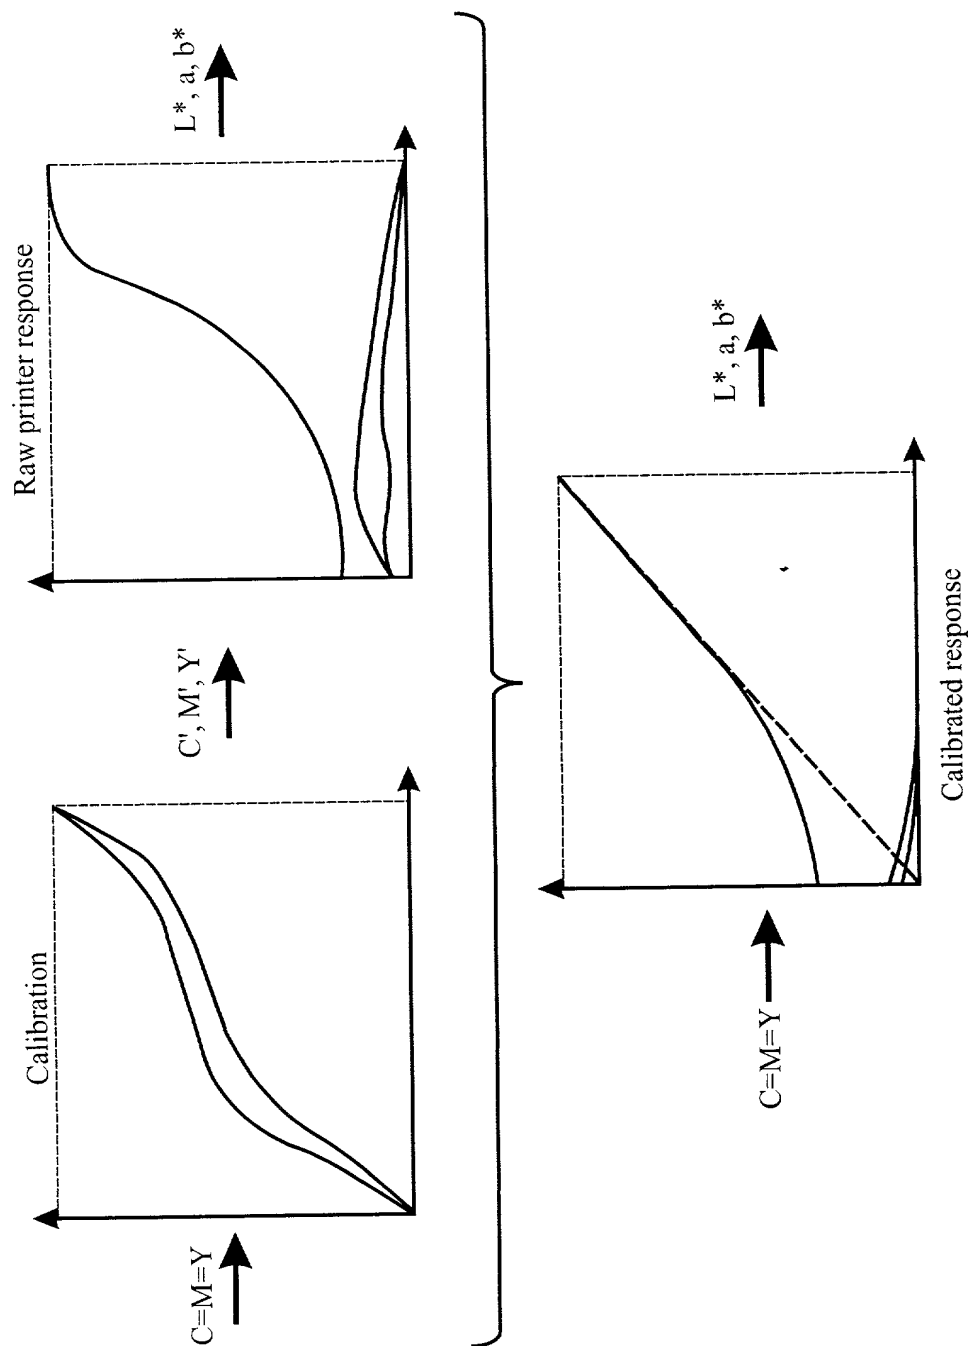 Calibration
Raw printer response
C=M=Y
C', M', Y'
L*, a, b*
C=M=Y
L*, a, b*
Calibrated response